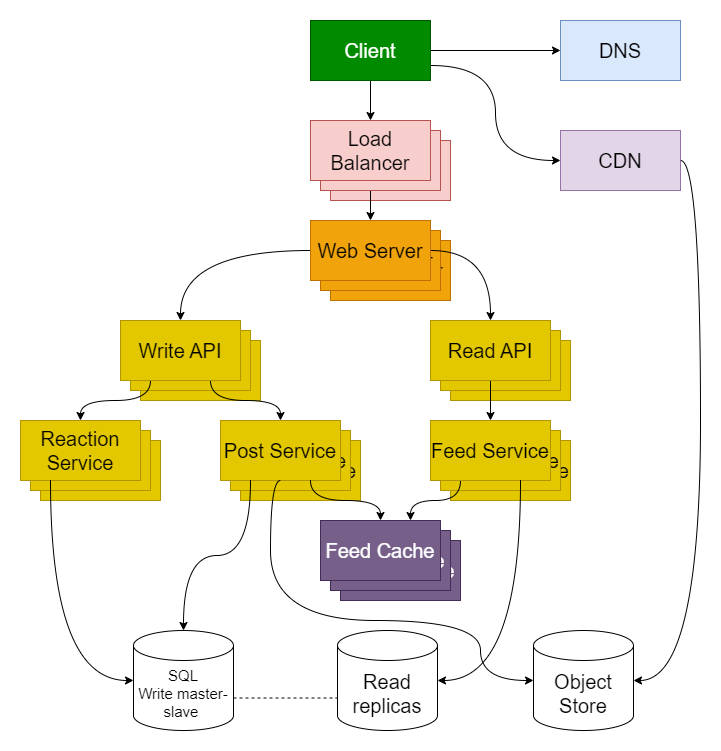 Client
DNS
Load
Balancer
CDN
Web Server
Write API
Read API
Reaction
Service
Post Service
Feed Service
Feed Cache
SQL
Write master-
slave
Read
replicas
Object
Store